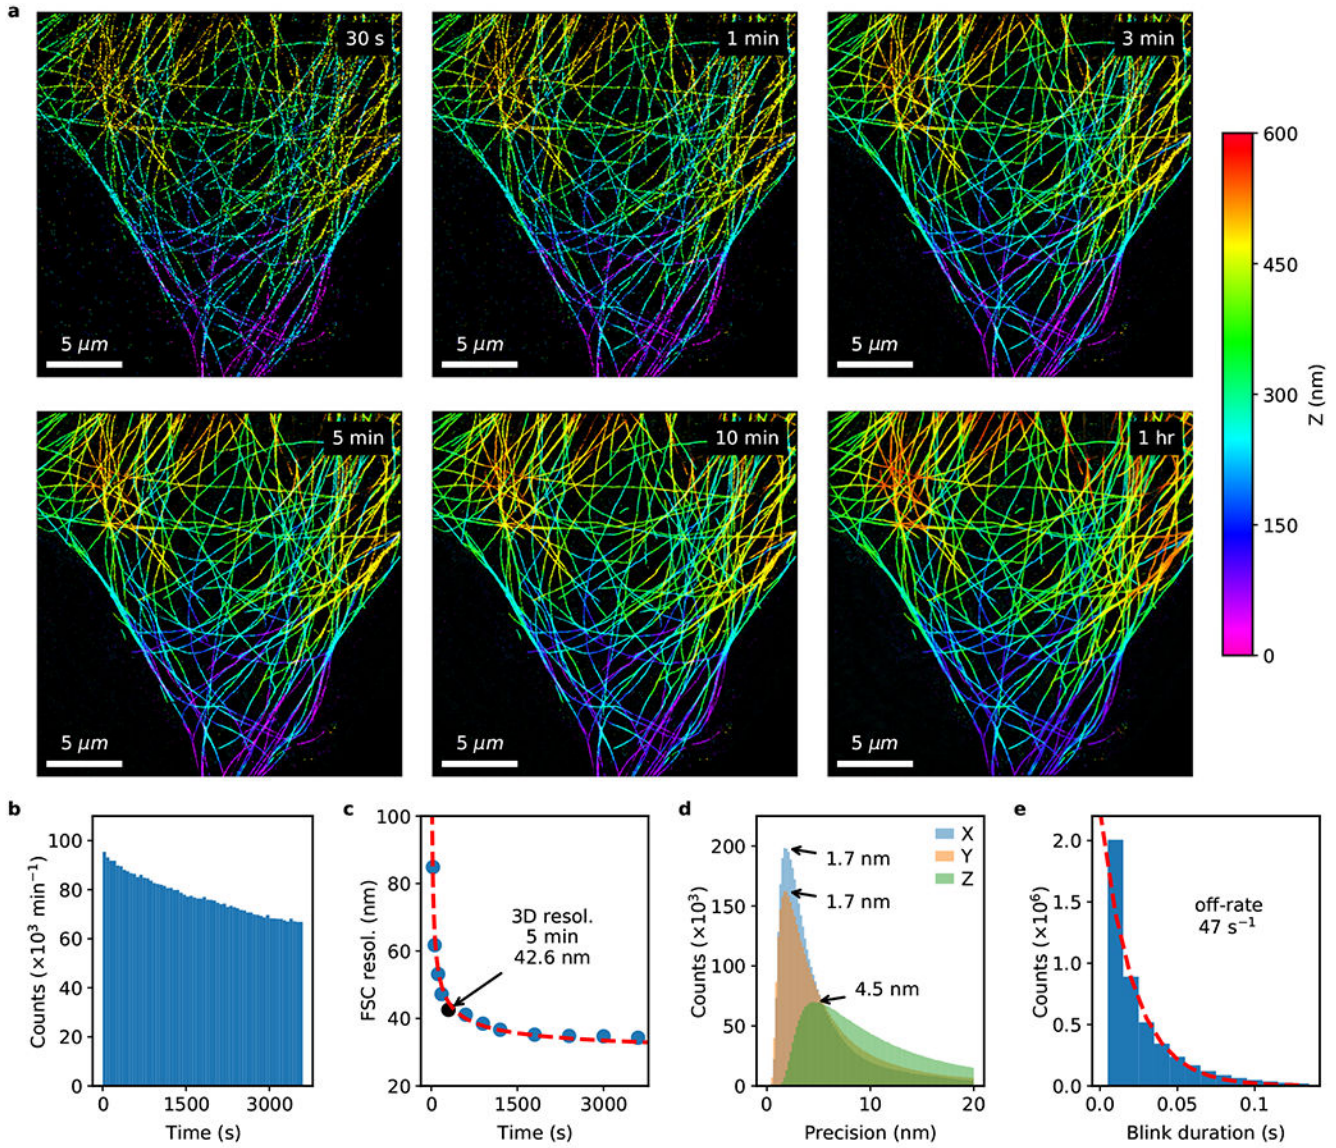 a
30 s
5 μm
1 min
5 μm
3 min
5 μm
5 min
5 μm
10 min
5 μm
1 hr
5 μm
600
450
300
150
0
Z (nm)
b
Counts (×10³ min⁻¹)
100
80
60
40
20
0
0 1500 3000
Time (s)
c
FSC resol. (nm)
100
80
60
40
20
3D resol.
5 min
42.6 nm
0 1500 3000
Time (s)
d
Counts (×10³)
200
150
100
50
0
X
Y
Z
1.7 nm
1.7 nm
4.5 nm
0 10 20
Precision (nm)
e
Counts (×10⁶)
2.0
1.5
1.0
0.5
0.0
off-rate
47 s⁻¹
0.0 0.05 0.1
Blink duration (s)